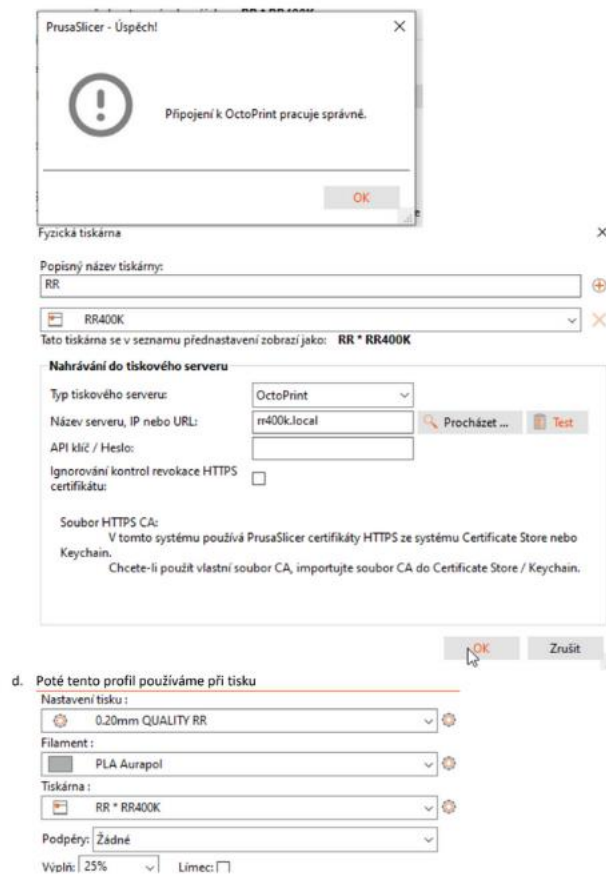 RR * RR400K
PrusaSlicer - Úspěch!
Připojení k OctoPrint pracuje správně.
OK
e
Fyzická tiskárna
Popisný název tiskárny:
RR
RR400K
Tato tiskárna se v seznamu přednastavení zobrazí jako: RR * RR400K
Nahrávání do tiskového serveru
Typ tiskového serveru: OctoPrint
Název serveru, IP nebo URL: rr400k.local Procházet ... Test
API klíč / Heslo:
Ignorování kontrol revokace HTTPS
certifikátu:
Soubor HTTPS CA:
V tomto systému používá PrusaSlicer certifikáty HTTPS ze systému Certificate Store nebo
Keychain.
Chcete-li použít vlastní soubor CA, importujte soubor CA do Certificate Store / Keychain.
OK Zrušit
d. Poté tento profil používáme při tisku
Nastavení tisku :
0.20mm QUALITY RR
Filament :
PLA Aurapol
Tiskárna :
RR * RR400K
Podpěry: Žádné
Výplň: 25% Límec: